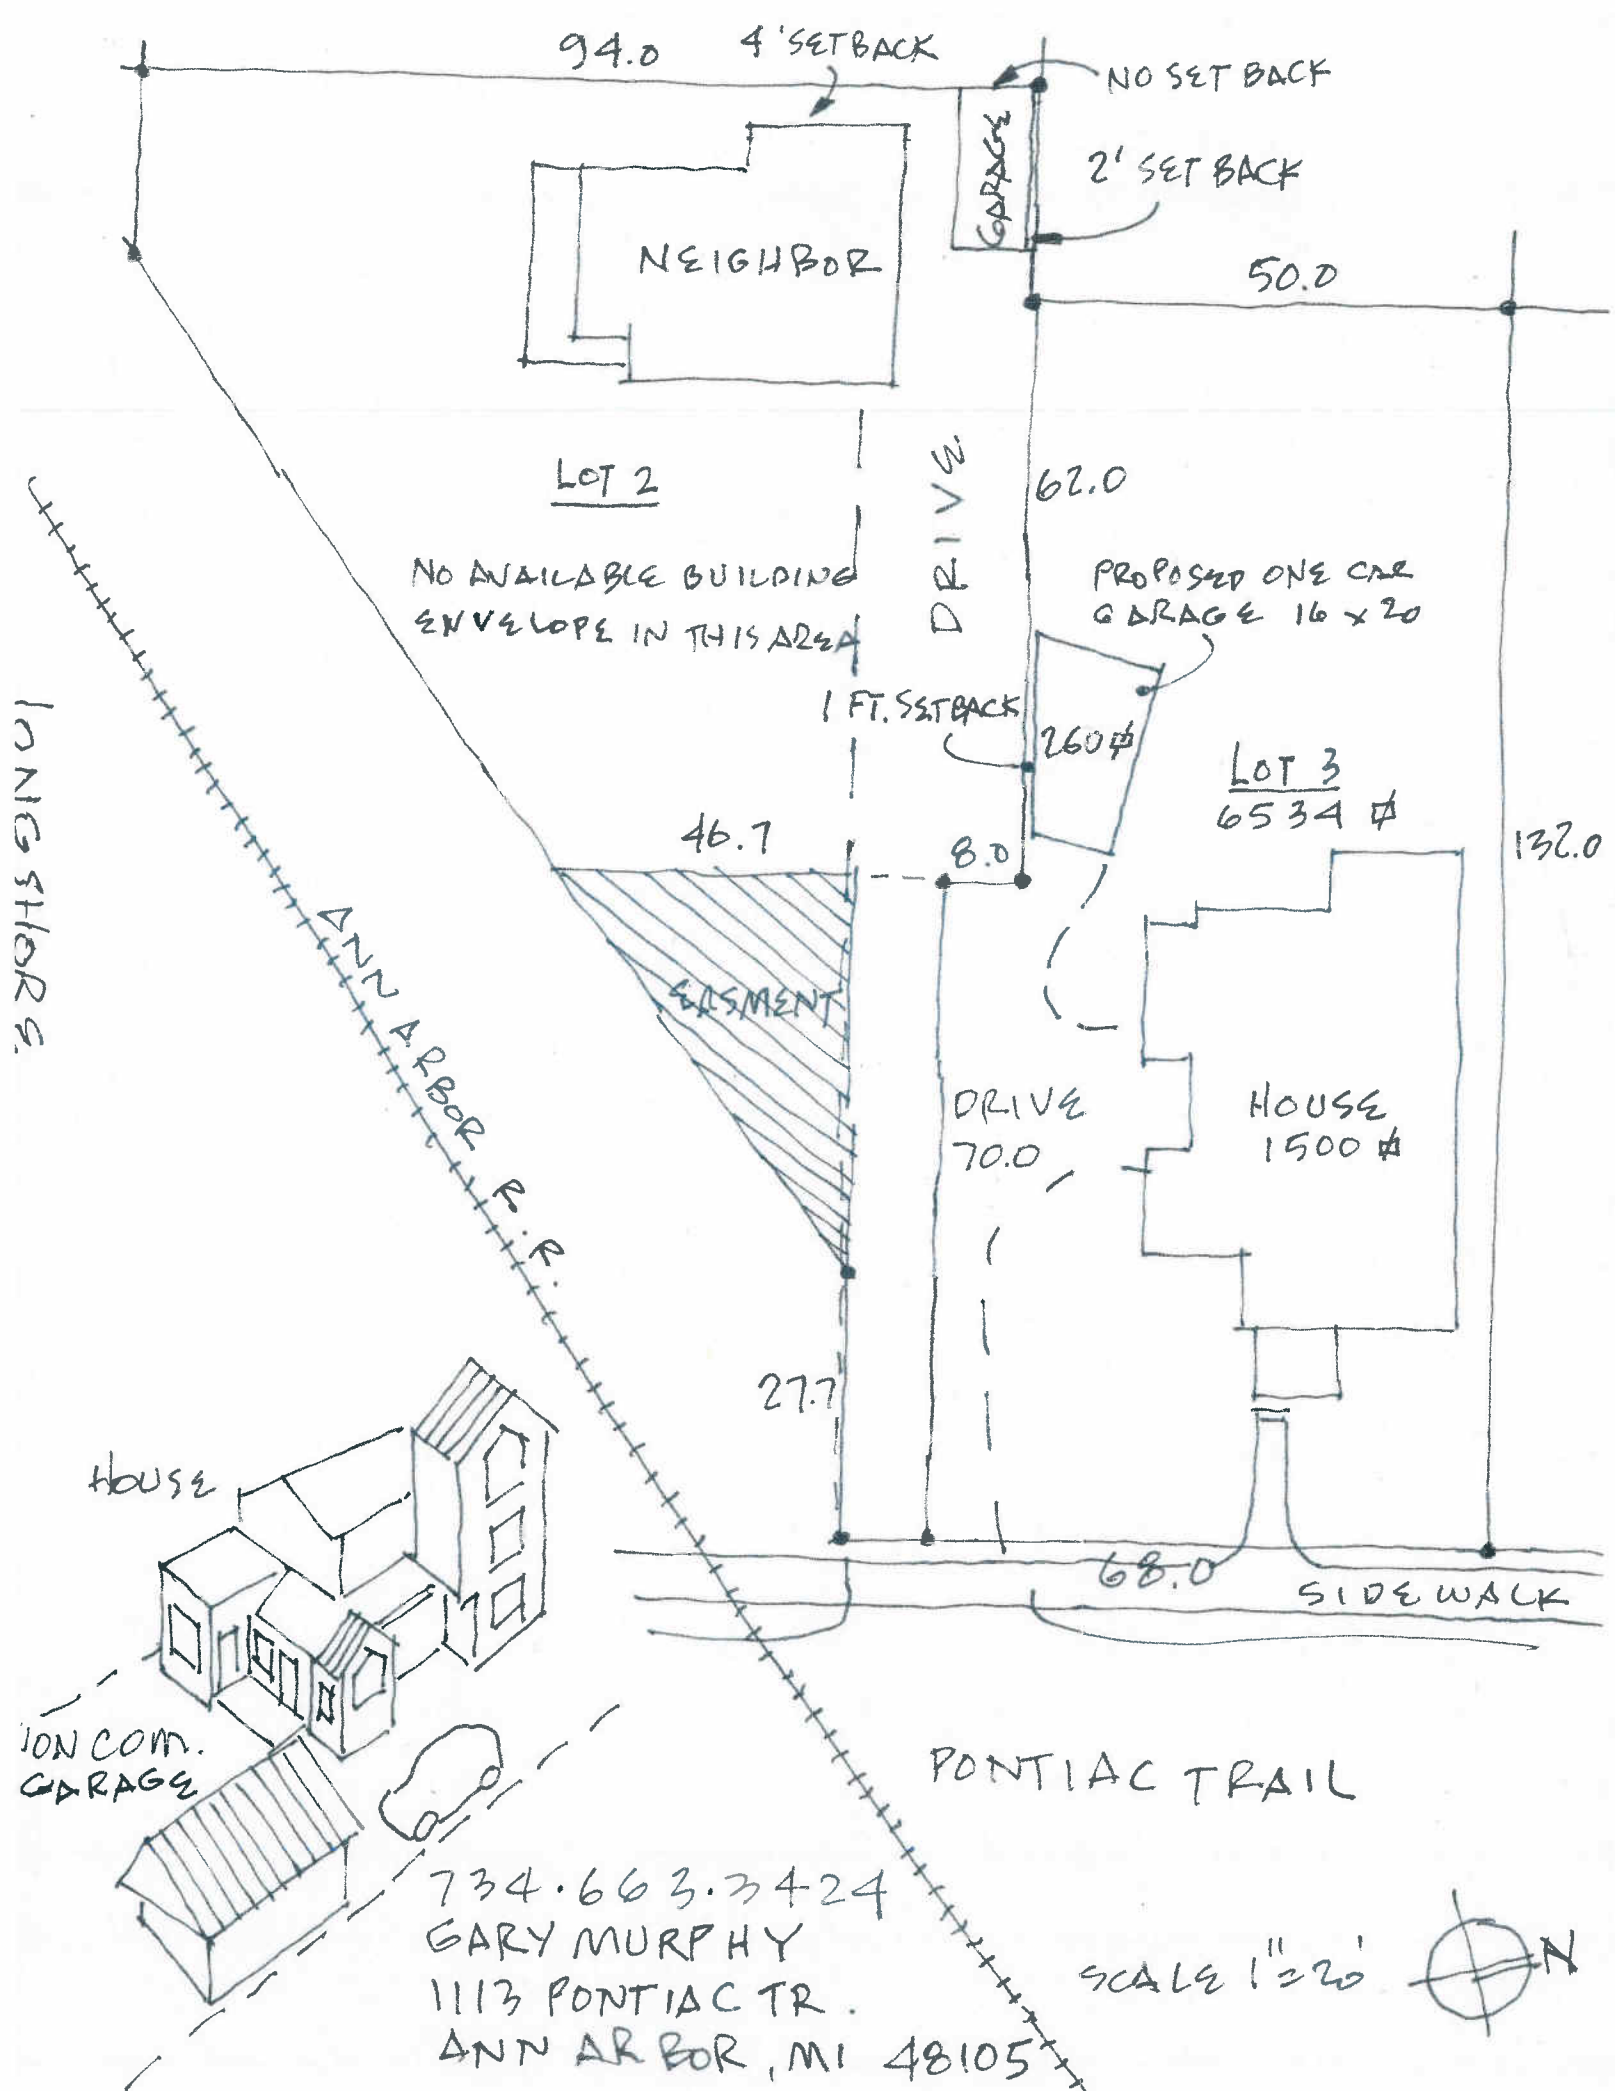 94.0
4' SETBACK
NO SET BACK
GARAGE
2' SET BACK
NEIGHBOR
50.0
LOT 2
DRIVE
62.0
NO AVAILABLE BUILDING
ENVELOPE IN THIS AREA
PROPOSED ONE CAR
GARAGE 16 x 20
1 FT. SETBACK
260 ⌷
LOT 3
6534 ⌷
LONGSHORE
46.7
8.0
132.0
ANN ARBOR R.R.
EASMENT
DRIVE
70.0
HOUSE
1500 ⌷
27.7
HOUSE
68.0
SIDEWALK
NON COM.
GARAGE
PONTIAC TRAIL
734.663.3424
GARY MURPHY
1113 PONTIAC TR.
ANN ARBOR, MI 48105
SCALE 1"=20'
N